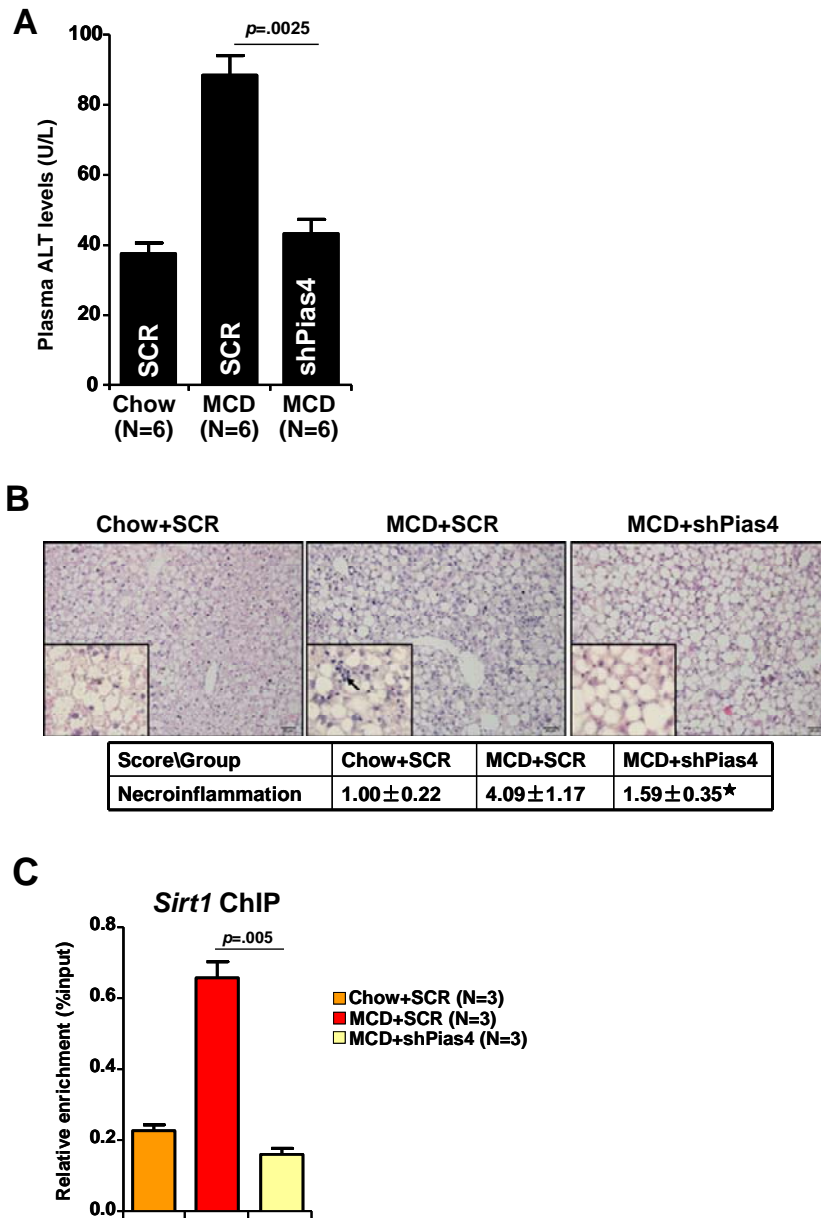 A
p=.0025
Plasma ALT levels (U/L)
100
80
60
40
20
0
SCR
SCR
shPias4
Chow MCD MCD
(N=6) (N=6) (N=6)
B
Chow+SCR MCD+SCR MCD+shPias4
Score\Group Chow+SCR MCD+SCR MCD+shPias4
Necroinflammation 1.00±0.22 4.09±1.17 1.59±0.35★
C
Sirt1 ChIP
p=.005
Relative enrichment (%input)
0.8
0.6
0.4
0.2
0.0
Chow+SCR (N=3)
MCD+SCR (N=3)
MCD+shPias4 (N=3)